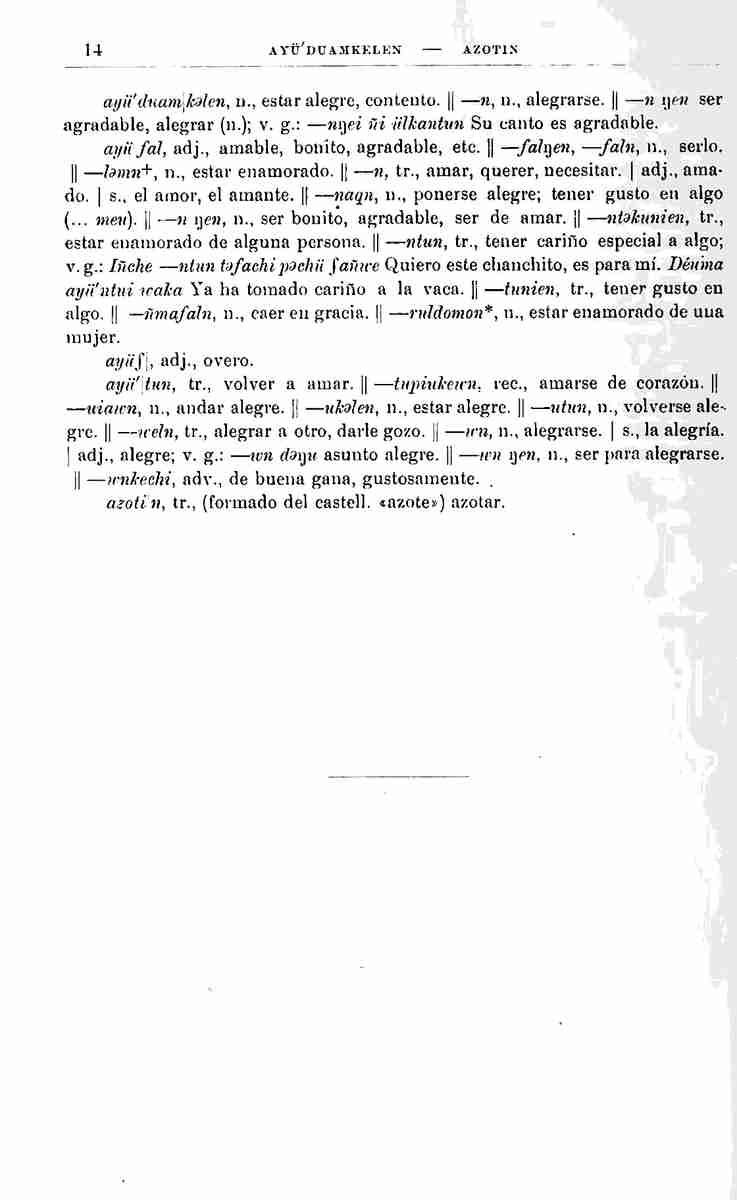 14 AYÜ'DUAMKELEN — AZOTIN
ayü'duam|kəlen, n., estar alegre, contento. || —n, n., alegrarse. || —n ŋen ser
agradable, alegrar (n.); v. g.: —nŋei ñi ülkantun Su canto es agradable.
ayü fal, adj., amable, bonito, agradable, etc. || —falŋen, —faln, n., serlo.
|| —ləmn+, n., estar enamorado. || —n, tr., amar, querer, necesitar. | adj., ama-
do. | s., el amor, el amante. || —naqn, n., ponerse alegre; tener gusto en algo
(... meu). || —n ŋen, n., ser bonito, agradable, ser de amar. || —ntəkunien, tr.,
estar enamorado de alguna persona. || —ntun, tr., tener cariño especial a algo;
v. g.: Iñche —ntun təfachi pəchü ʃañwe Quiero este chanchito, es para mí. Déuma
ayü'ntui waka Ya ha tomado cariño a la vaca. || —tunien, tr., tener gusto en
algo. || —ñmafaln, n., caer en gracia. || —ruldomon*, n., estar enamorado de una
mujer.
ayüʃ|, adj., overo.
ayü'|tun, tr., volver a amar. || —tupiukewn, rec., amarse de corazón. ||
—uiawn, n., andar alegre. || —ukəlen, n., estar alegre. || —utun, n., volverse ale-
gre. || —weln, tr., alegrar a otro, darle gozo. || —wn, n., alegrarse. | s., la alegría.
| adj., alegre; v. g.: —wn dəŋu asunto alegre. || —wn ŋen, n., ser para alegrarse.
|| —wnkechi, adv., de buena gana, gustosamente.
azoti'n, tr., (formado del castell. «azote») azotar.